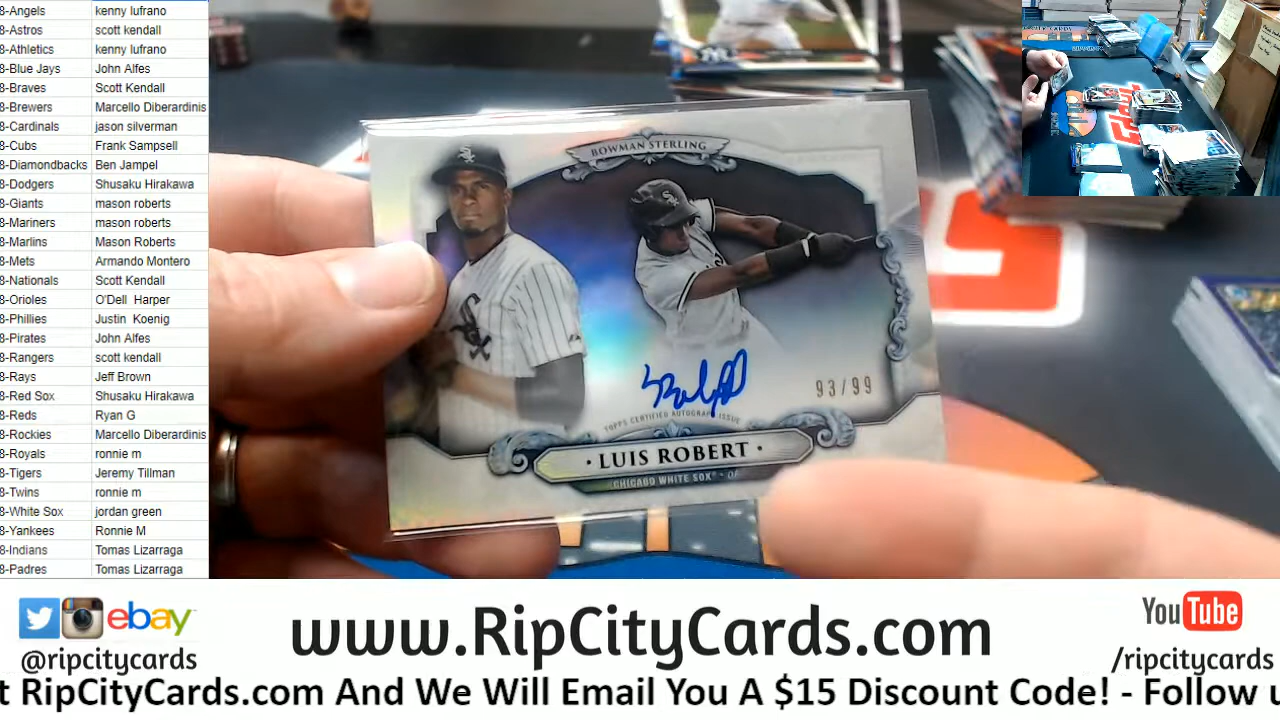 8-Angels kenny lufrano
8-Astros scott kendall
8-Athletics kenny lufrano
8-Blue Jays John Alfes
8-Braves Scott Kendall
8-Brewers Marcello Diberardinis
8-Cardinals jason silverman
8-Cubs Frank Sampsell
8-Diamondbacks Ben Jampel
8-Dodgers Shusaku Hirakawa
8-Giants mason roberts
8-Mariners mason roberts
8-Marlins Mason Roberts
8-Mets Armando Montero
8-Nationals Scott Kendall
8-Orioles O'Dell Harper
8-Phillies Justin Koenig
8-Pirates John Alfes
8-Rangers scott kendall
8-Rays Jeff Brown
8-Red Sox Shusaku Hirakawa
8-Reds Ryan G
8-Rockies Marcello Diberardinis
8-Royals ronnie m
8-Tigers Jeremy Tillman
8-Twins ronnie m
8-White Sox jordan green
8-Yankees Ronnie M
8-Indians Tomas Lizarraga
8-Padres Tomas Lizarraga
BOWMAN STERLING
93/99
TOPPS CERTIFIED AUTOGRAPH ISSUE
· LUIS ROBERT ·
CHICAGO WHITE SOX® - OF
TOPPS
ebay
@ripcitycards
www.RipCityCards.com
YouTube
/ripcitycards
t RipCityCards.com And We Will Email You A $15 Discount Code! - Follow u